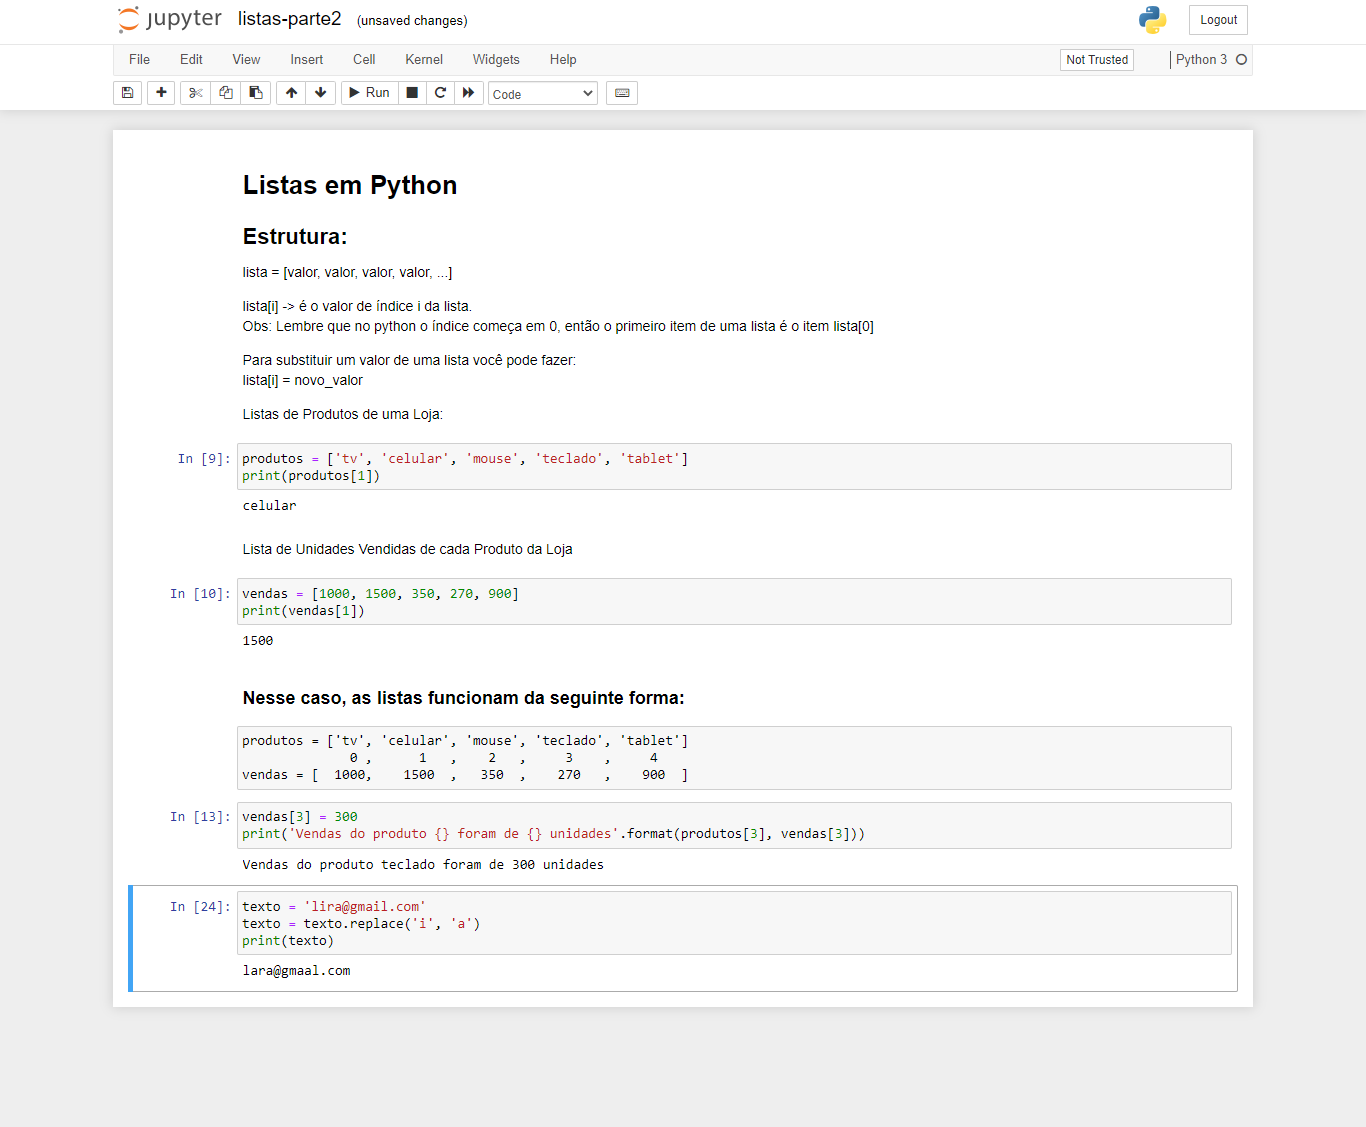 jupyter listas-parte2 (unsaved changes) Logout
File Edit View Insert Cell Kernel Widgets Help Not Trusted Python 3
Run Code
Listas em Python
Estrutura:
lista = [valor, valor, valor, valor, ...]
lista[i] -> é o valor de índice i da lista.
Obs: Lembre que no python o índice começa em 0, então o primeiro item de uma lista é o item lista[0]
Para substituir um valor de uma lista você pode fazer:
lista[i] = novo_valor
Listas de Produtos de uma Loja:
In [9]: produtos = ['tv', 'celular', 'mouse', 'teclado', 'tablet']
print(produtos[1])
celular
Lista de Unidades Vendidas de cada Produto da Loja
In [10]: vendas = [1000, 1500, 350, 270, 900]
print(vendas[1])
1500
Nesse caso, as listas funcionam da seguinte forma:
produtos = ['tv', 'celular', 'mouse', 'teclado', 'tablet']
0 , 1 , 2 , 3 , 4
vendas = [ 1000, 1500 , 350 , 270 , 900 ]
In [13]: vendas[3] = 300
print('Vendas do produto {} foram de {} unidades'.format(produtos[3], vendas[3]))
Vendas do produto teclado foram de 300 unidades
In [24]: texto = 'lira@gmail.com'
texto = texto.replace('i', 'a')
print(texto)
lara@gmaal.com